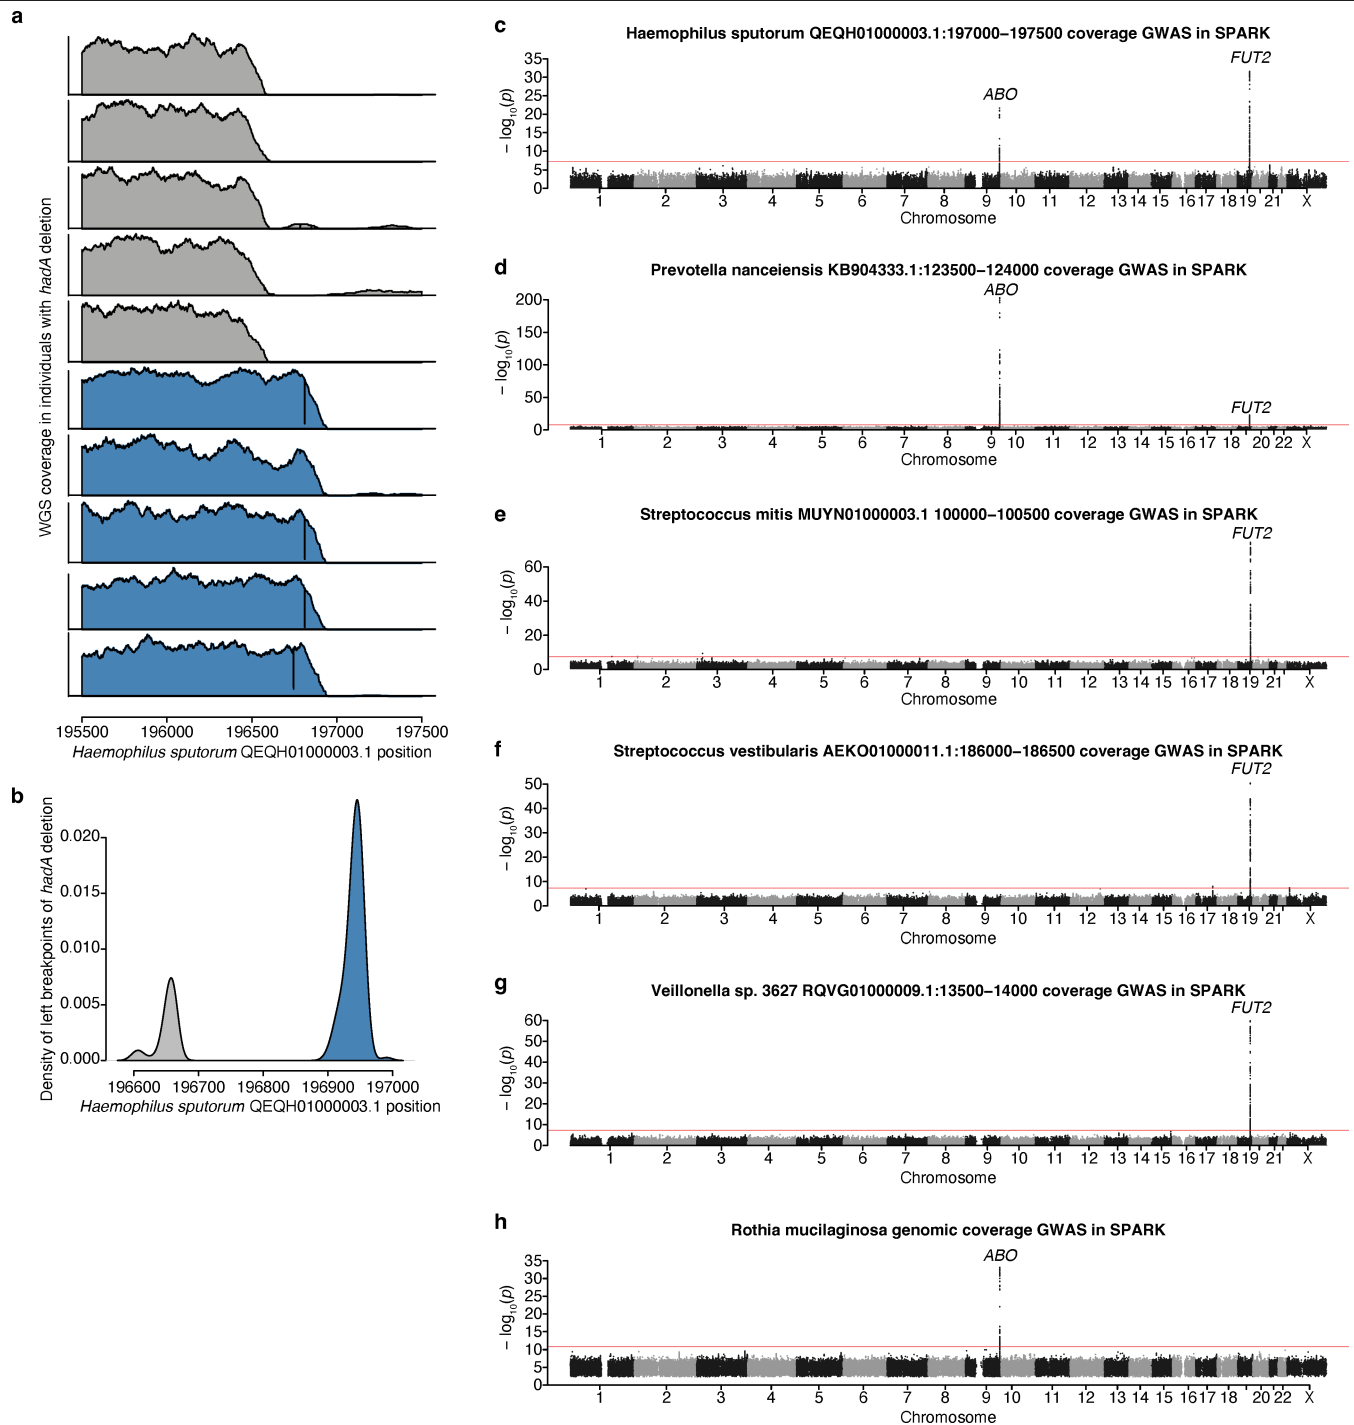 a
WGS coverage in individuals with hadA deletion
195500 196000 196500 197000 197500
Haemophilus sputorum QEQH01000003.1 position
b
Density of left breakpoints of hadA deletion
0.020
0.015
0.010
0.005
0.000
196600 196700 196800 196900 197000
Haemophilus sputorum QEQH01000003.1 position
c
Haemophilus sputorum QEQH01000003.1:197000–197500 coverage GWAS in SPARK
FUT2
ABO
− log10(p)
35
30
25
20
15
10
5
0
1 2 3 4 5 6 7 8 9 10 11 12 13 14 15 16 17 18 19 21 X
Chromosome
d
Prevotella nanceiensis KB904333.1:123500–124000 coverage GWAS in SPARK
ABO
FUT2
− log10(p)
200
150
100
50
0
1 2 3 4 5 6 7 8 9 10 11 12 13 14 15 16 17 18 19 20 22 X
Chromosome
e
Streptococcus mitis MUYN01000003.1 100000–100500 coverage GWAS in SPARK
FUT2
− log10(p)
60
40
20
0
1 2 3 4 5 6 7 8 9 10 11 12 13 14 15 16 17 18 19 21 X
Chromosome
f
Streptococcus vestibularis AEKO01000011.1:186000–186500 coverage GWAS in SPARK
FUT2
− log10(p)
50
40
30
20
10
0
1 2 3 4 5 6 7 8 9 10 11 12 13 14 15 16 17 18 19 21 X
Chromosome
g
Veillonella sp. 3627 RQVG01000009.1:13500–14000 coverage GWAS in SPARK
FUT2
− log10(p)
60
50
40
30
20
10
0
1 2 3 4 5 6 7 8 9 10 11 12 13 14 15 16 17 18 19 21 X
Chromosome
h
Rothia mucilaginosa genomic coverage GWAS in SPARK
ABO
− log10(p)
35
30
25
20
15
10
5
0
1 2 3 4 5 6 7 8 9 10 11 12 13 14 15 16 17 18 19 20 22 X
Chromosome